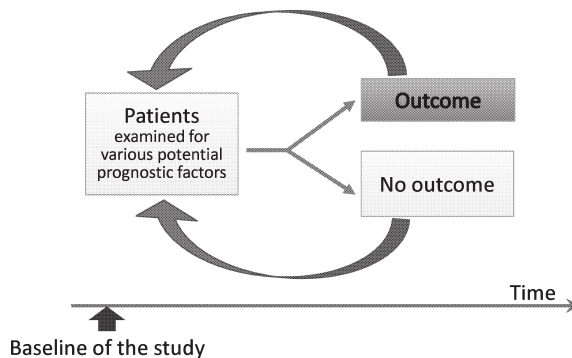 Patients
examined for
various potential
prognostic factors
Outcome
No outcome
Time
Baseline of the study